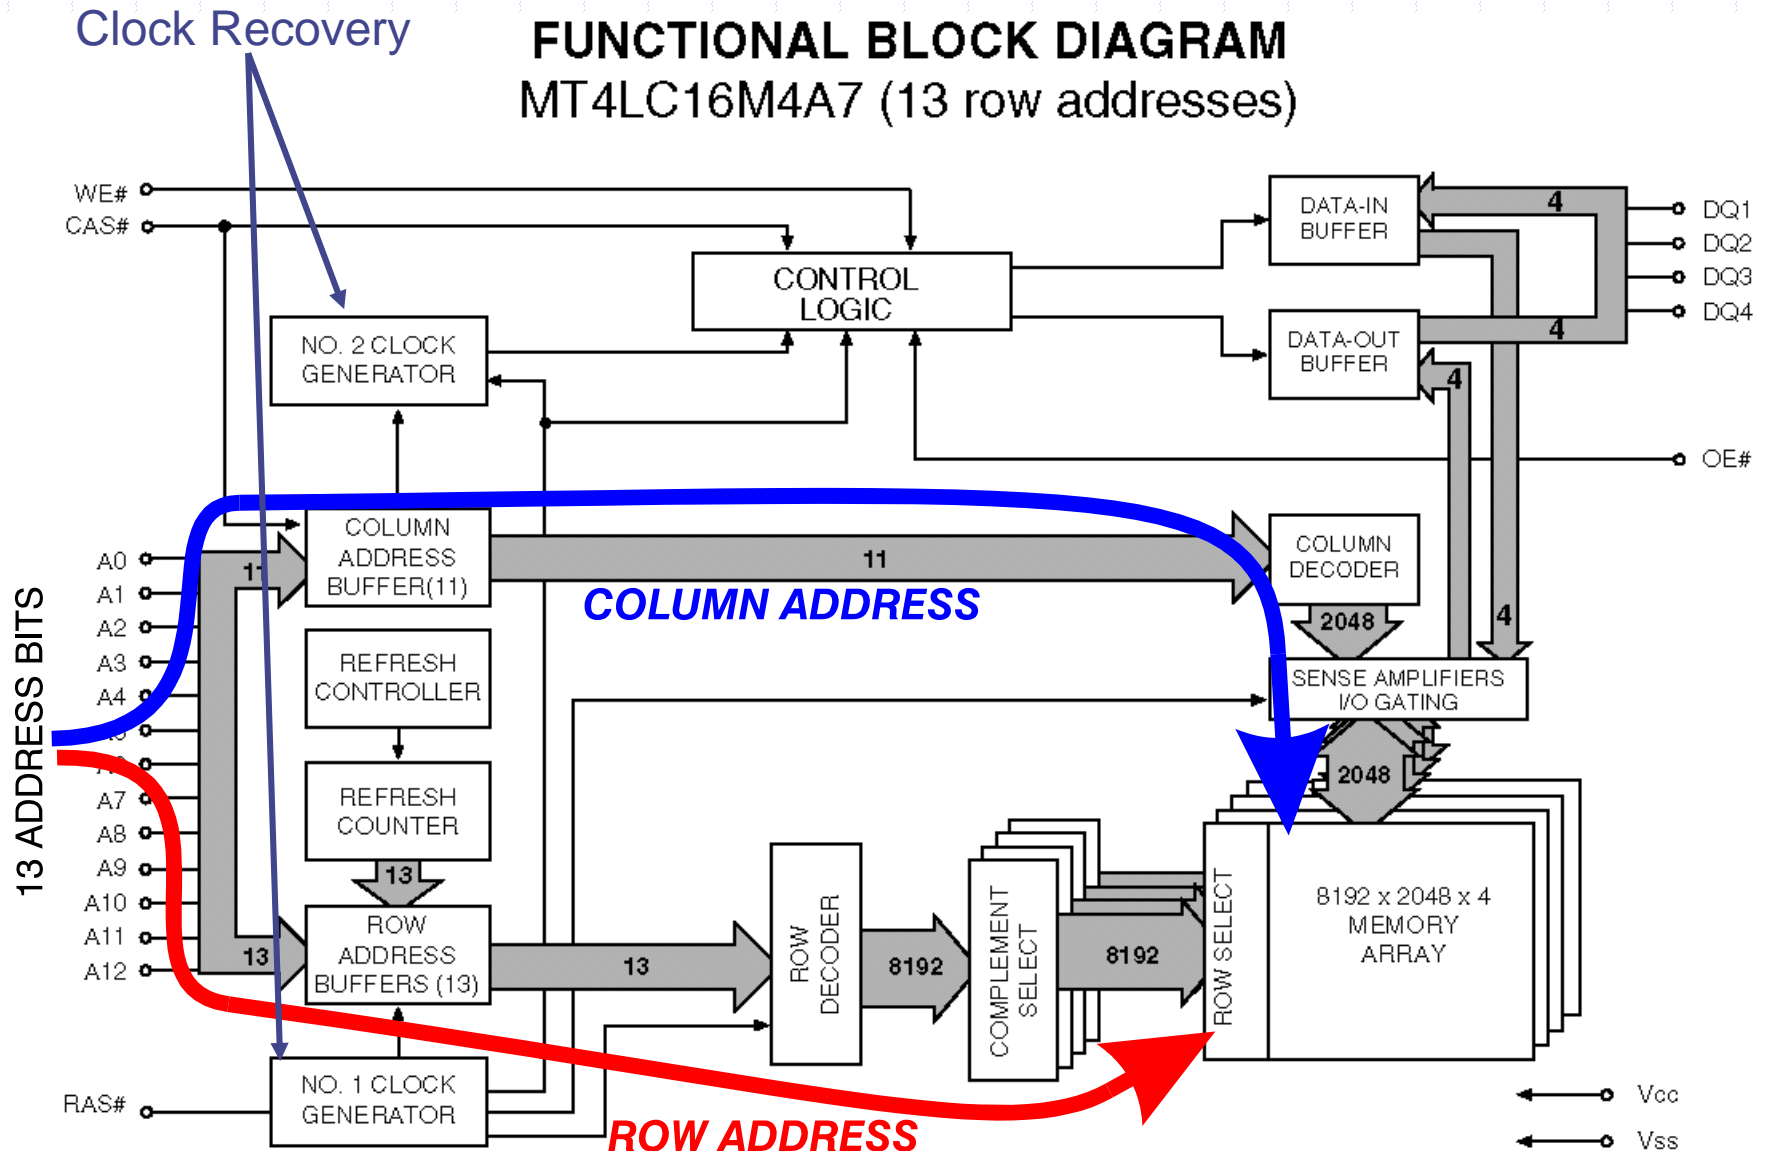 Clock Recovery
FUNCTIONAL BLOCK DIAGRAM
MT4LC16M4A7 (13 row addresses)
WE#
CAS#
CONTROL
LOGIC
DATA-IN
BUFFER
4
DQ1
DQ2
DQ3
DQ4
NO. 2 CLOCK
GENERATOR
DATA-OUT
BUFFER
4
4
OE#
13 ADDRESS BITS
A0
A1
A2
A3
A4
A7
A8
A9
A10
A11
A12
11
COLUMN
ADDRESS
BUFFER(11)
11
COLUMN ADDRESS
COLUMN
DECODER
2048
4
REFRESH
CONTROLLER
SENSE AMPLIFIERS
I/O GATING
2048
REFRESH
COUNTER
13
13
ROW
ADDRESS
BUFFERS (13)
13
ROW
DECODER
8192
COMPLEMENT
SELECT
8192
ROW SELECT
8192 x 2048 x 4
MEMORY
ARRAY
RAS#
NO. 1 CLOCK
GENERATOR
ROW ADDRESS
Vcc
Vss